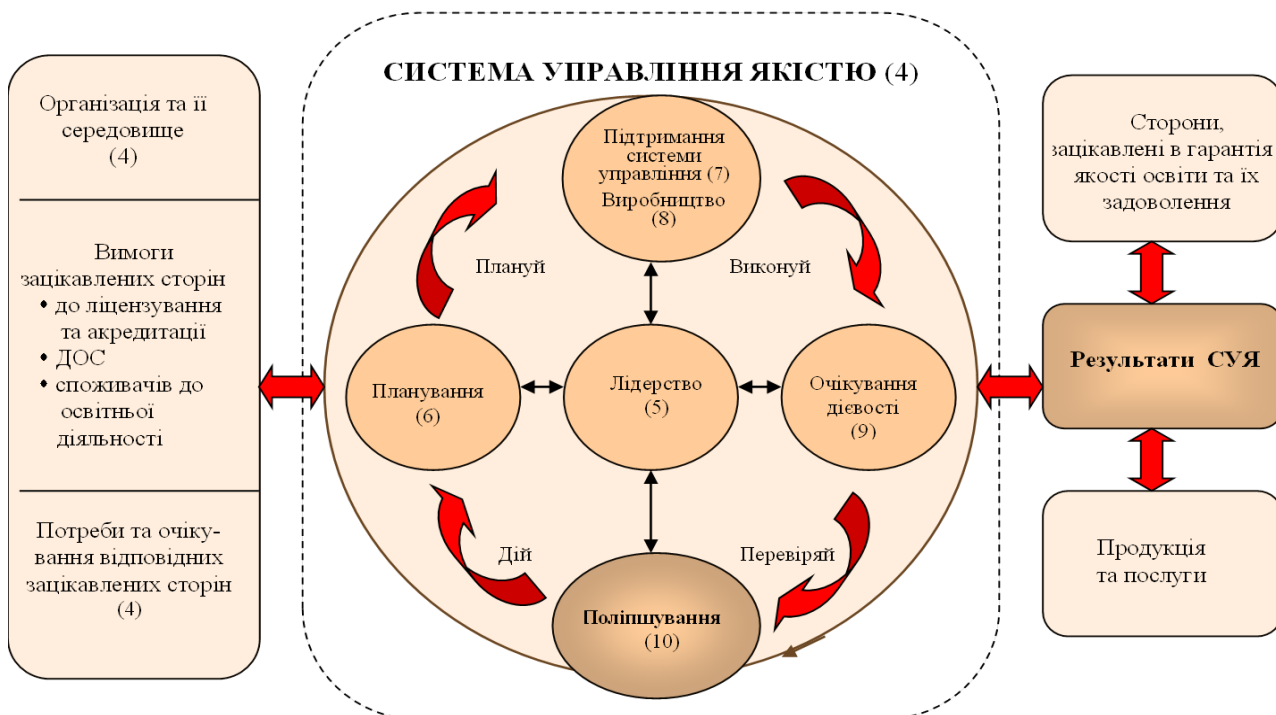 СИСТЕМА УПРАВЛІННЯ ЯКІСТЮ (4)
Організація та її
середовище
(4)
Вимоги
зацікавлених сторін
• до ліцензування
та акредитації
• ДОС
• споживачів до
освітньої
діяльності
Потреби та очіку-
вання відповідних
зацікавлених сторін
(4)
Підтримання
системи
управління (7)
Виробництво
(8)
Плануй
Виконуй
Планування
(6)
Лідерство
(5)
Очікування
дієвості
(9)
Дій
Перевіряй
Поліпшування
(10)
Сторони,
зацікавлені в гарантія
якості освіти та їх
задоволення
Результати СУЯ
Продукція
та послуги